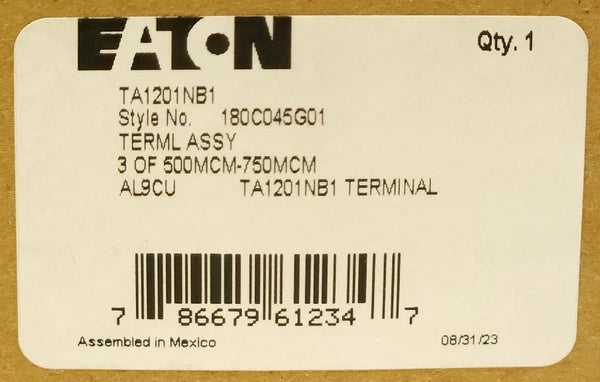 EATON
Qty. 1
TA1201NB1
Style No. 180C045G01
TERML ASSY
3 OF 500MCM-750MCM
AL9CU TA1201NB1 TERMINAL
7 86679 61234 7
Assembled in Mexico 08/31/23